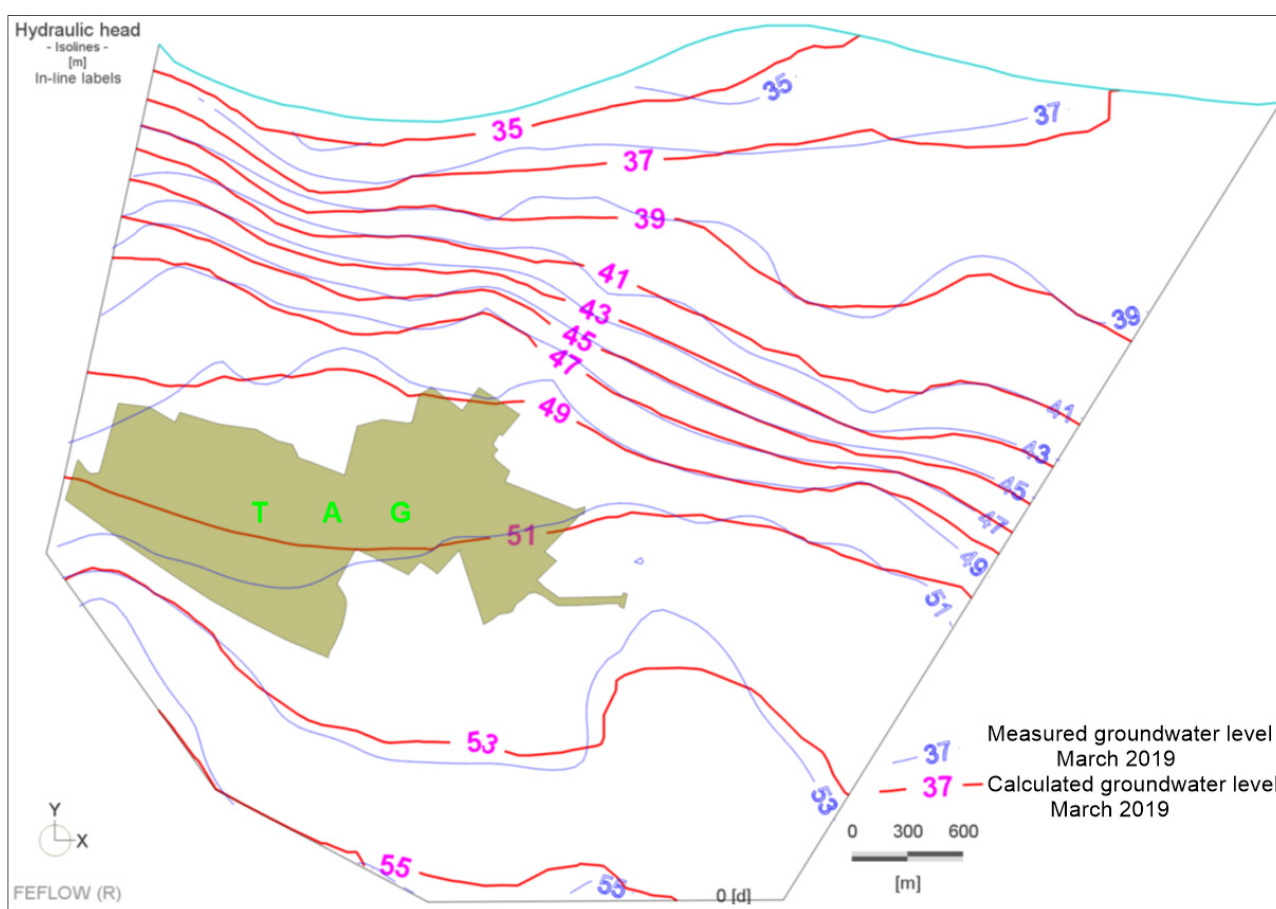 Hydraulic head
- Isolines -
[m]
In-line labels
35
35
37
37
39
39
41
41
43
43
45
45
47
47
49
49
T A G
51
51
53
53
55
55
37 Measured groundwater level
March 2019
37 Calculated groundwater level
March 2019
0 300 600
[m]
Y
X
FEFLOW (R)
0 [d]